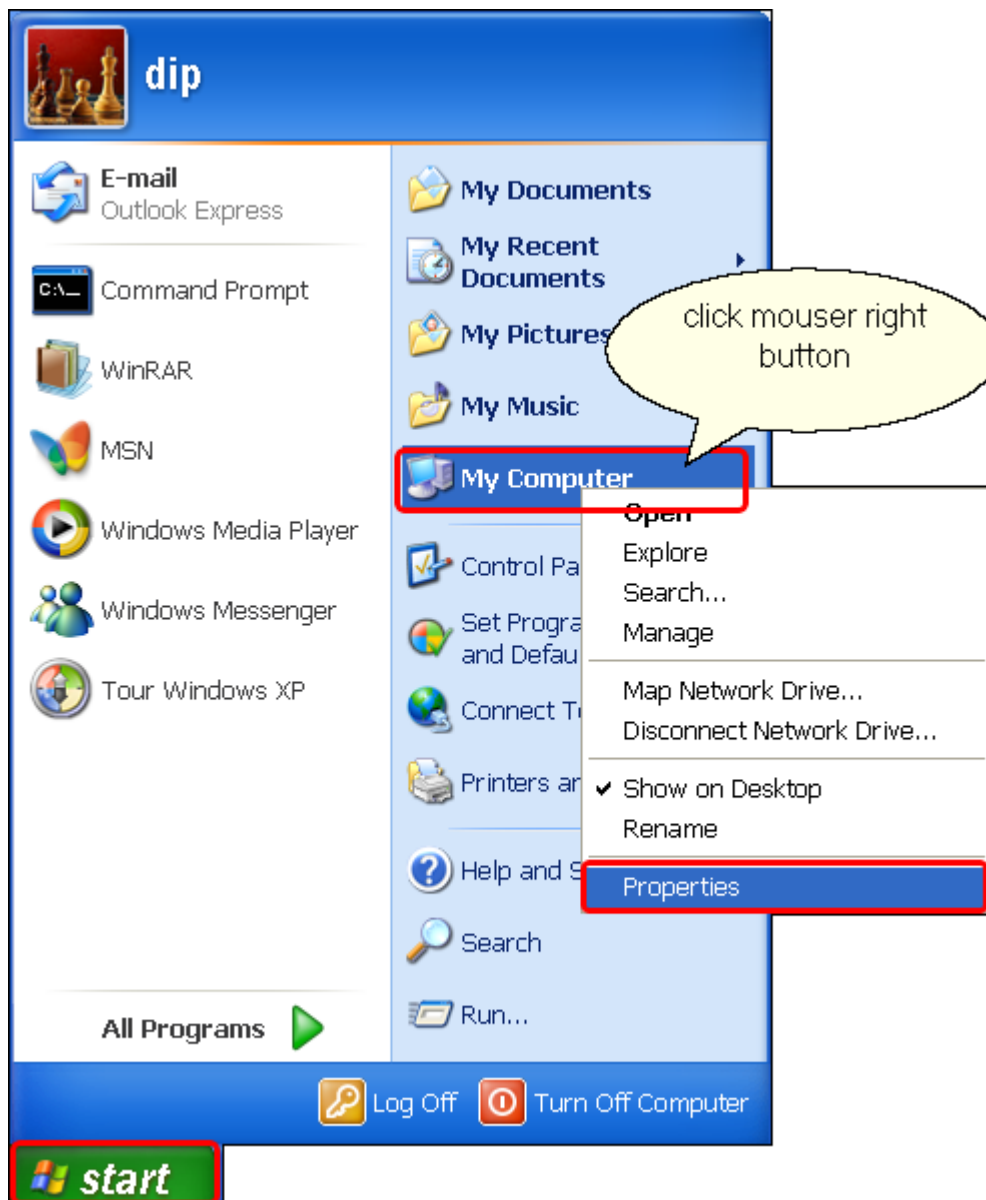 dip
E-mail
Outlook Express
Command Prompt
C:\_
WinRAR
MSN
Windows Media Player
Windows Messenger
Tour Windows XP
All Programs
My Documents
My Recent
Documents
My Pictures
My Music
My Computer
Control Pa
Set Progra
and Defau
Connect T
Printers ar
Help and S
Search
Run...
click mouser right
button
Open
Explore
Search...
Manage
Map Network Drive...
Disconnect Network Drive...
Show on Desktop
Rename
Properties
Log Off
Turn Off Computer
start